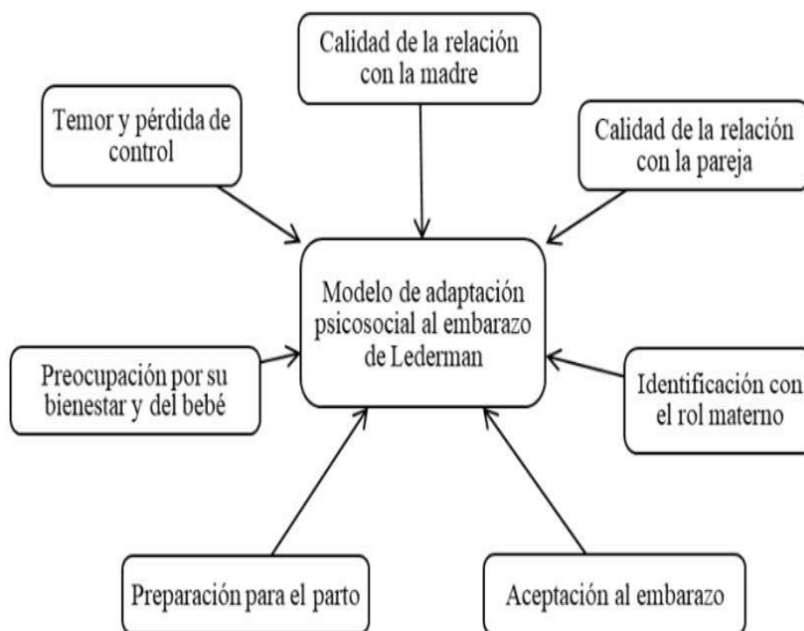 Calidad de la relación
con la madre
Temor y pérdida de
control
Calidad de la relación
con la pareja
Modelo de adaptación
psicosocial al embarazo
de Lederman
Preocupación por su
bienestar y del bebé
Identificación con
el rol materno
Preparación para el parto
Aceptación al embarazo